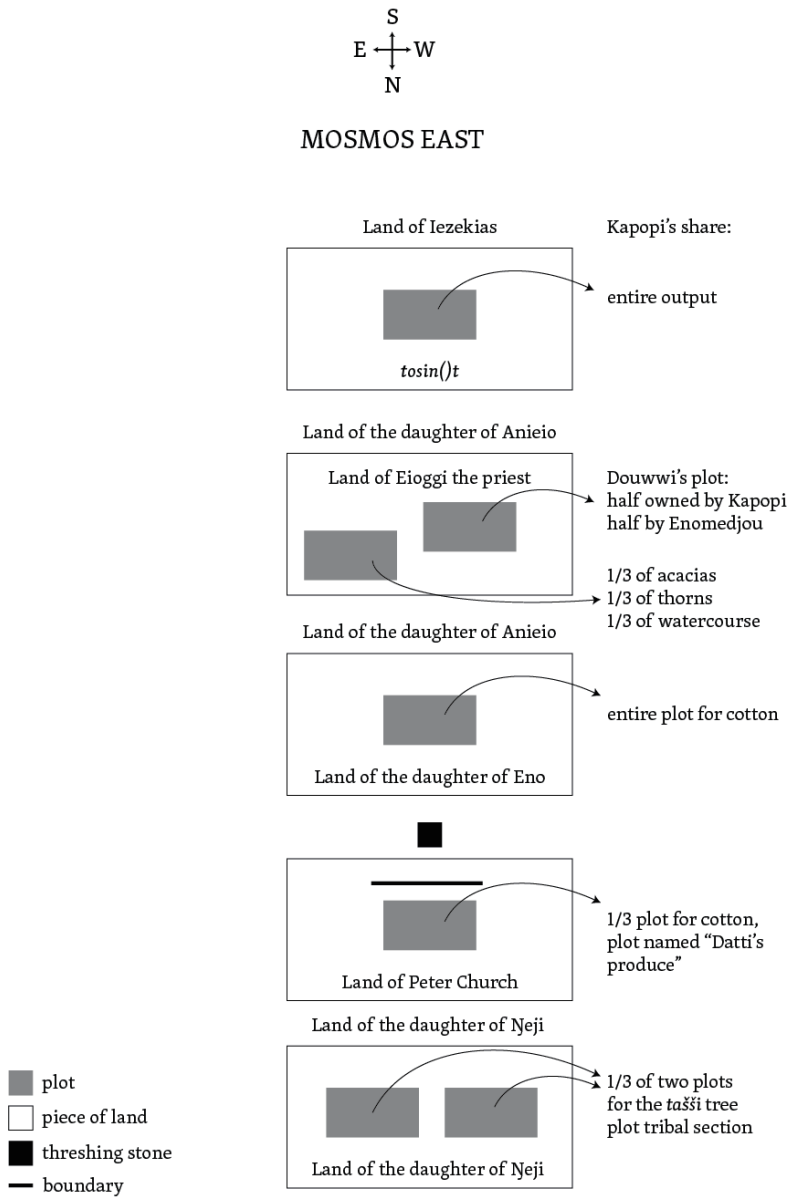 S
E W
N
MOSMOS EAST
Land of Iezekias
Kapopi’s share:
entire output
tosin()t
Land of the daughter of Anieio
Land of Eioggi the priest
Douwwi’s plot:
half owned by Kapopi
half by Enomedjou
1/3 of acacias
1/3 of thorns
1/3 of watercourse
Land of the daughter of Anieio
entire plot for cotton
Land of the daughter of Eno
1/3 plot for cotton,
plot named “Datti’s
produce”
Land of Peter Church
Land of the daughter of Ŋeji
1/3 of two plots
for the tašši tree
plot tribal section
Land of the daughter of Ŋeji
plot
piece of land
threshing stone
boundary